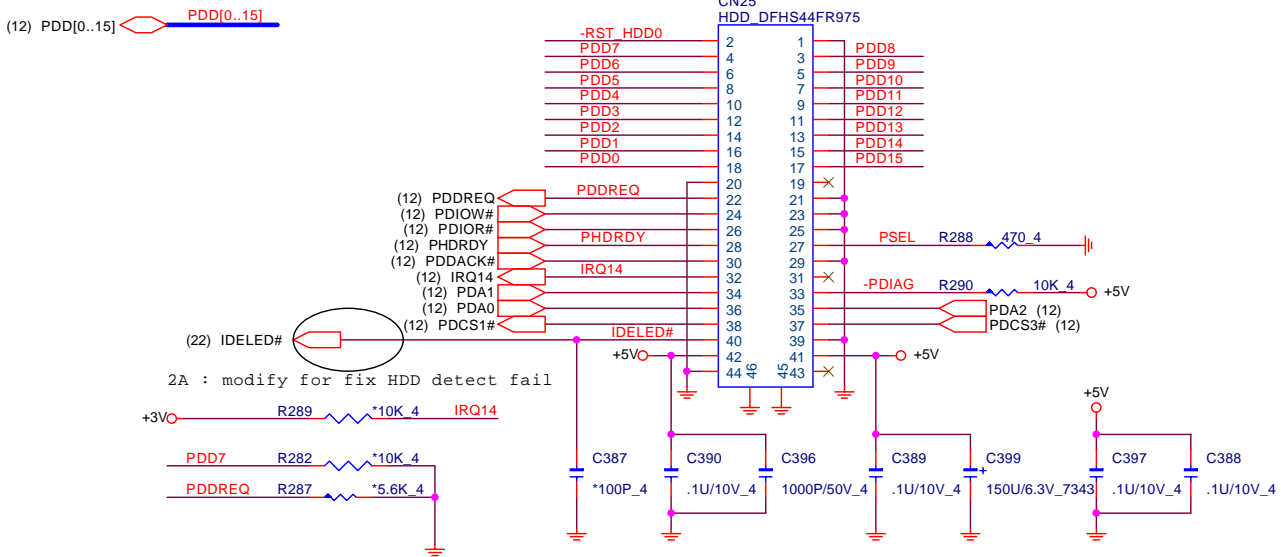 CN25
HDD_DFHS44FR975
(12) PDD[0..15] PDD[0..15]
-RST_HDD0 2 1
PDD7 4 3 PDD8
PDD6 6 5 PDD9
PDD5 8 7 PDD10
PDD4 10 9 PDD11
PDD3 12 11 PDD12
PDD2 14 13 PDD13
PDD1 16 15 PDD14
PDD0 18 17 PDD15
20 19
(12) PDDREQ PDDREQ 22 21
(12) PDIOW# 24 23
(12) PDIOR# 26 25
(12) PHDRDY PHDRDY 28 27 PSEL R288 470_4
(12) PDDACK# 30 29
(12) IRQ14 IRQ14 32 31
(12) PDA1 34 33 -PDIAG R290 10K_4 +5V
(12) PDA0 36 35 PDA2 (12)
(12) PDCS1# 38 37 PDCS3# (12)
(22) IDELED# IDELED# 40 39
+5V 42 41 +5V
44 46 45 43
2A : modify for fix HDD detect fail
+3V R289 *10K_4 IRQ14
+5V
PDD7 R282 *10K_4
PDDREQ R287 *5.6K_4
C387 C390 C396 C389 C399 C397 C388
*100P_4 .1U/10V_4 1000P/50V_4 .1U/10V_4 + 150U/6.3V_7343 .1U/10V_4 .1U/10V_4